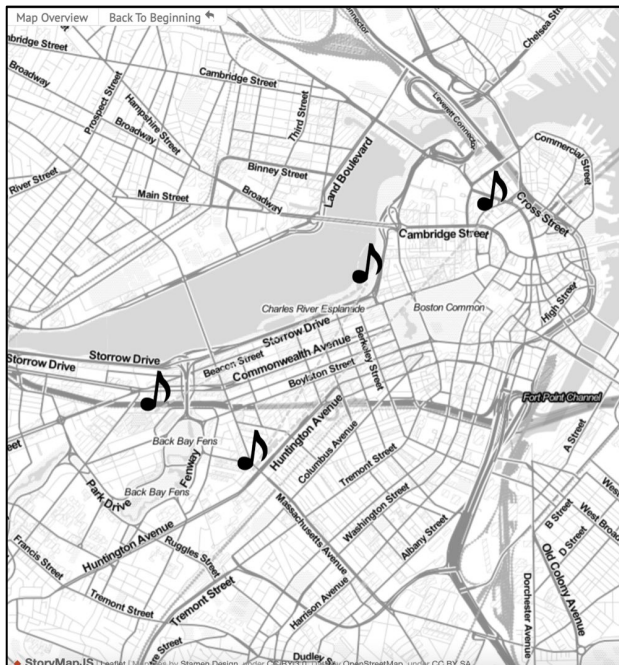 Map Overview
Back To Beginning
Chelsea Street
mbridge Street
Broadway
Cambridge Street
Prospect Street
Hampshire Street
Third Street
Leverett Connector
Broadway
Commercial Street
Binney Street
Land Boulevard
River Street
Main Street
Broadway
Cross Street
Cambridge Street
High Street
Charles River Esplanade
Boston Common
Storrow Drive
Berkeley Street
Storrow Drive
Storrow Drive
Beacon Street
Commonwealth Avenue
Boylston Street
Fort Point Channel
A Street
Huntington Avenue
Columbus Avenue
Back Bay Fens
Fenway
Tremont Street
Park Drive
Back Bay Fens
Massachusetts Avenue
Washington Street
B Street
D Street
West Broad
Albany Street
Francis Street
Huntington Avenue
Ruggles Street
Old Colony Avenue
Tremont Street
Tremont Street
Harrison Avenue
Dorchester Avenue
Dudley S
StoryMapJS